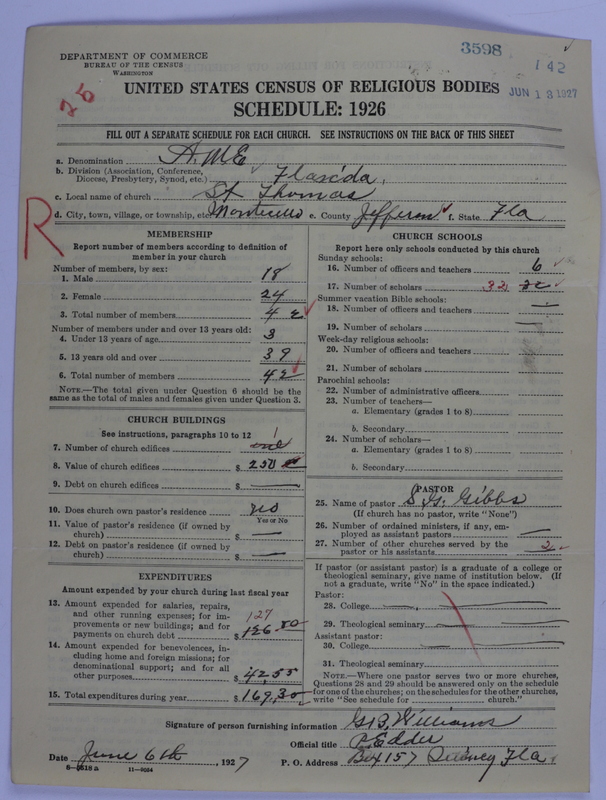 3598
142
JUN 13 1927
DEPARTMENT OF COMMERCE
BUREAU OF THE CENSUS
WASHINGTON
25
UNITED STATES CENSUS OF RELIGIOUS BODIES
SCHEDULE: 1926
FILL OUT A SEPARATE SCHEDULE FOR EACH CHURCH. SEE INSTRUCTIONS ON THE BACK OF THIS SHEET
a. Denomination A. M E
b. Division (Association, Conference, Diocese, Presbytery, Synod, etc.) Florida.
c. Local name of church St Thomas
d. City, town, village, or township, etc. Monticello e. County Jefferson f. State Fla
R
MEMBERSHIP
Report number of members according to definition of
member in your church
Number of members, by sex:
1. Male 18
2. Female 24
3. Total number of members 42
Number of members under and over 13 years old:
4. Under 13 years of age 3
5. 13 years old and over 39
6. Total number of members 42
NOTE.—The total given under Question 6 should be
same as the total of males and females given under Question 3.
CHURCH BUILDINGS
See instructions, paragraphs 10 to 12
7. Number of church edifices one 1
8. Value of church edifices $ 250
9. Debt on church edifices $ —
10. Does church own pastor's residence no
Yes or No
11. Value of pastor's residence (if owned by
church) $ —
12. Debt on pastor's residence (if owned by
church) $ —
EXPENDITURES
Amount expended by your church during last fiscal year
13. Amount expended for salaries, repairs,
and other running expenses; for im-
provements or new buildings; and for
payments on church debt $ 127 126.80
14. Amount expended for benevolences, in-
cluding home and foreign missions; for
denominational support; and for all
other purposes $ 42.55
15. Total expenditures during year $ 169,35
CHURCH SCHOOLS
Report here only schools conducted by this church
Sunday schools:
16. Number of officers and teachers 6
17. Number of scholars 32
Summer vacation Bible schools:
18. Number of officers and teachers —
19. Number of scholars
Week-day religious schools:
20. Number of officers and teachers
21. Number of scholars
Parochial schools:
22. Number of administrative officers
23. Number of teachers—
a. Elementary (grades 1 to 8)
b. Secondary
24. Number of scholars—
a. Elementary (grades 1 to 8)
b. Secondary
PASTOR
25. Name of pastor Gibbs
(If church has no pastor, write "None")
26. Number of ordained ministers, if any, em-
ployed as assistant pastors —
27. Number of other churches served by the
pastor or his assistants 2
If pastor (or assistant pastor) is a graduate of a college or
theological seminary, give name of institution below. (If
not a graduate, write "No" in the space indicated.)
Pastor:
28. College
29. Theological seminary
Assistant pastor:
30. College
31. Theological seminary
NOTE.—Where one pastor serves two or more churches,
Questions 28 and 29 should be answered only on the schedule
for one of the churches; on the schedules for the other churches,
write "See schedule for church."
Signature of person furnishing information G. B. Williams
Official title P Elder
Date June 6th, 1927 P. O. Address Box 157 Quincy Fla.
11—9584